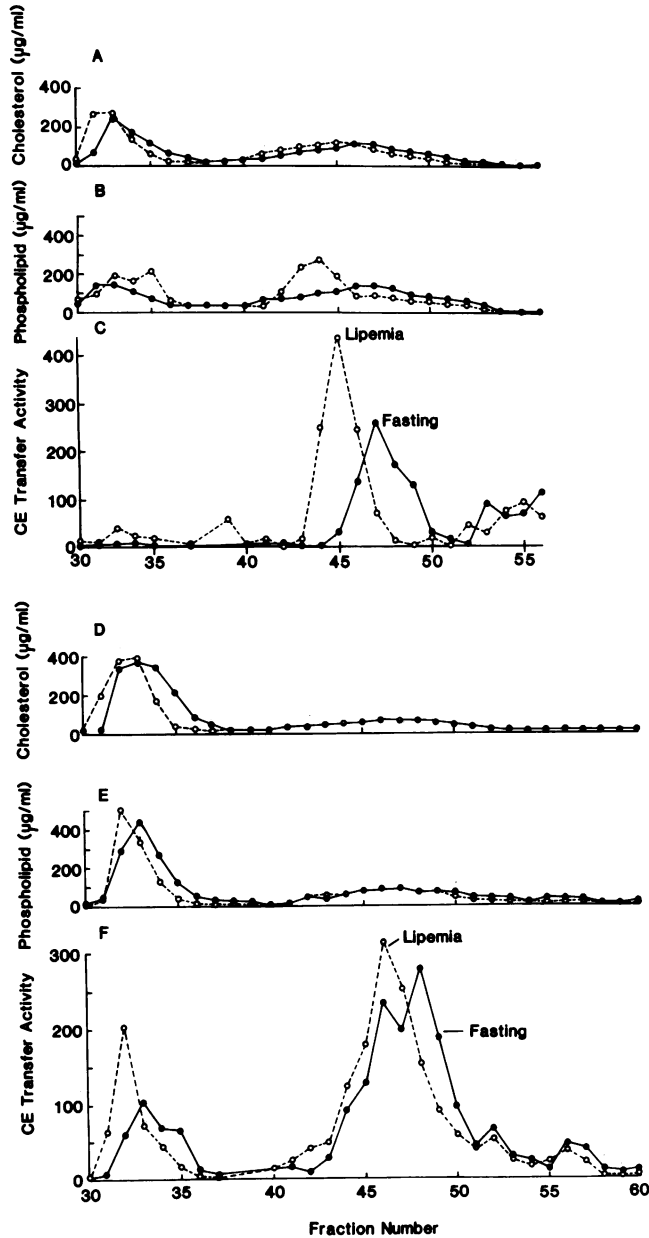 A
Cholesterol (μg/ml)
400
200
0
B
Phospholipid (μg/ml)
400
200
0
C
CE Transfer Activity
400
300
200
100
0
Lipemia
Fasting
30 35 40 45 50 55
D
Cholesterol (μg/ml)
400
200
0
E
Phospholipid (μg/ml)
400
200
0
F
CE Transfer Activity
300
200
100
0
Lipemia
Fasting
30 35 40 45 50 55 60
Fraction Number